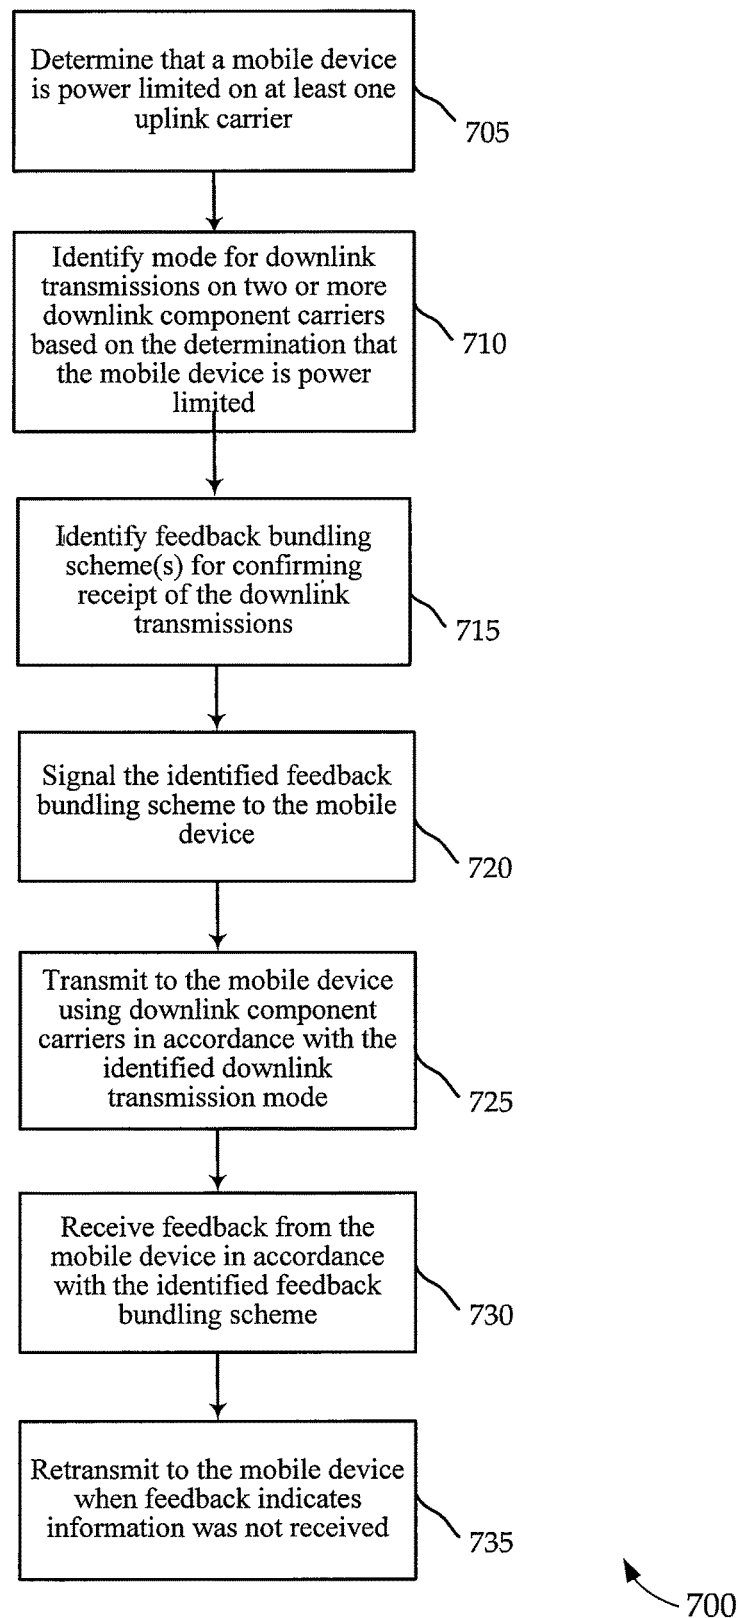 Determine that a mobile device
is power limited on at least one
uplink carrier
705
Identify mode for downlink
transmissions on two or more
downlink component carriers
based on the determination that
the mobile device is power
limited
710
Identify feedback bundling
scheme(s) for confirming
receipt of the downlink
transmissions
715
Signal the identified feedback
bundling scheme to the mobile
device
720
Transmit to the mobile device
using downlink component
carriers in accordance with the
identified downlink
transmission mode
725
Receive feedback from the
mobile device in accordance
with the identified feedback
bundling scheme
730
Retransmit to the mobile device
when feedback indicates
information was not received
735
700